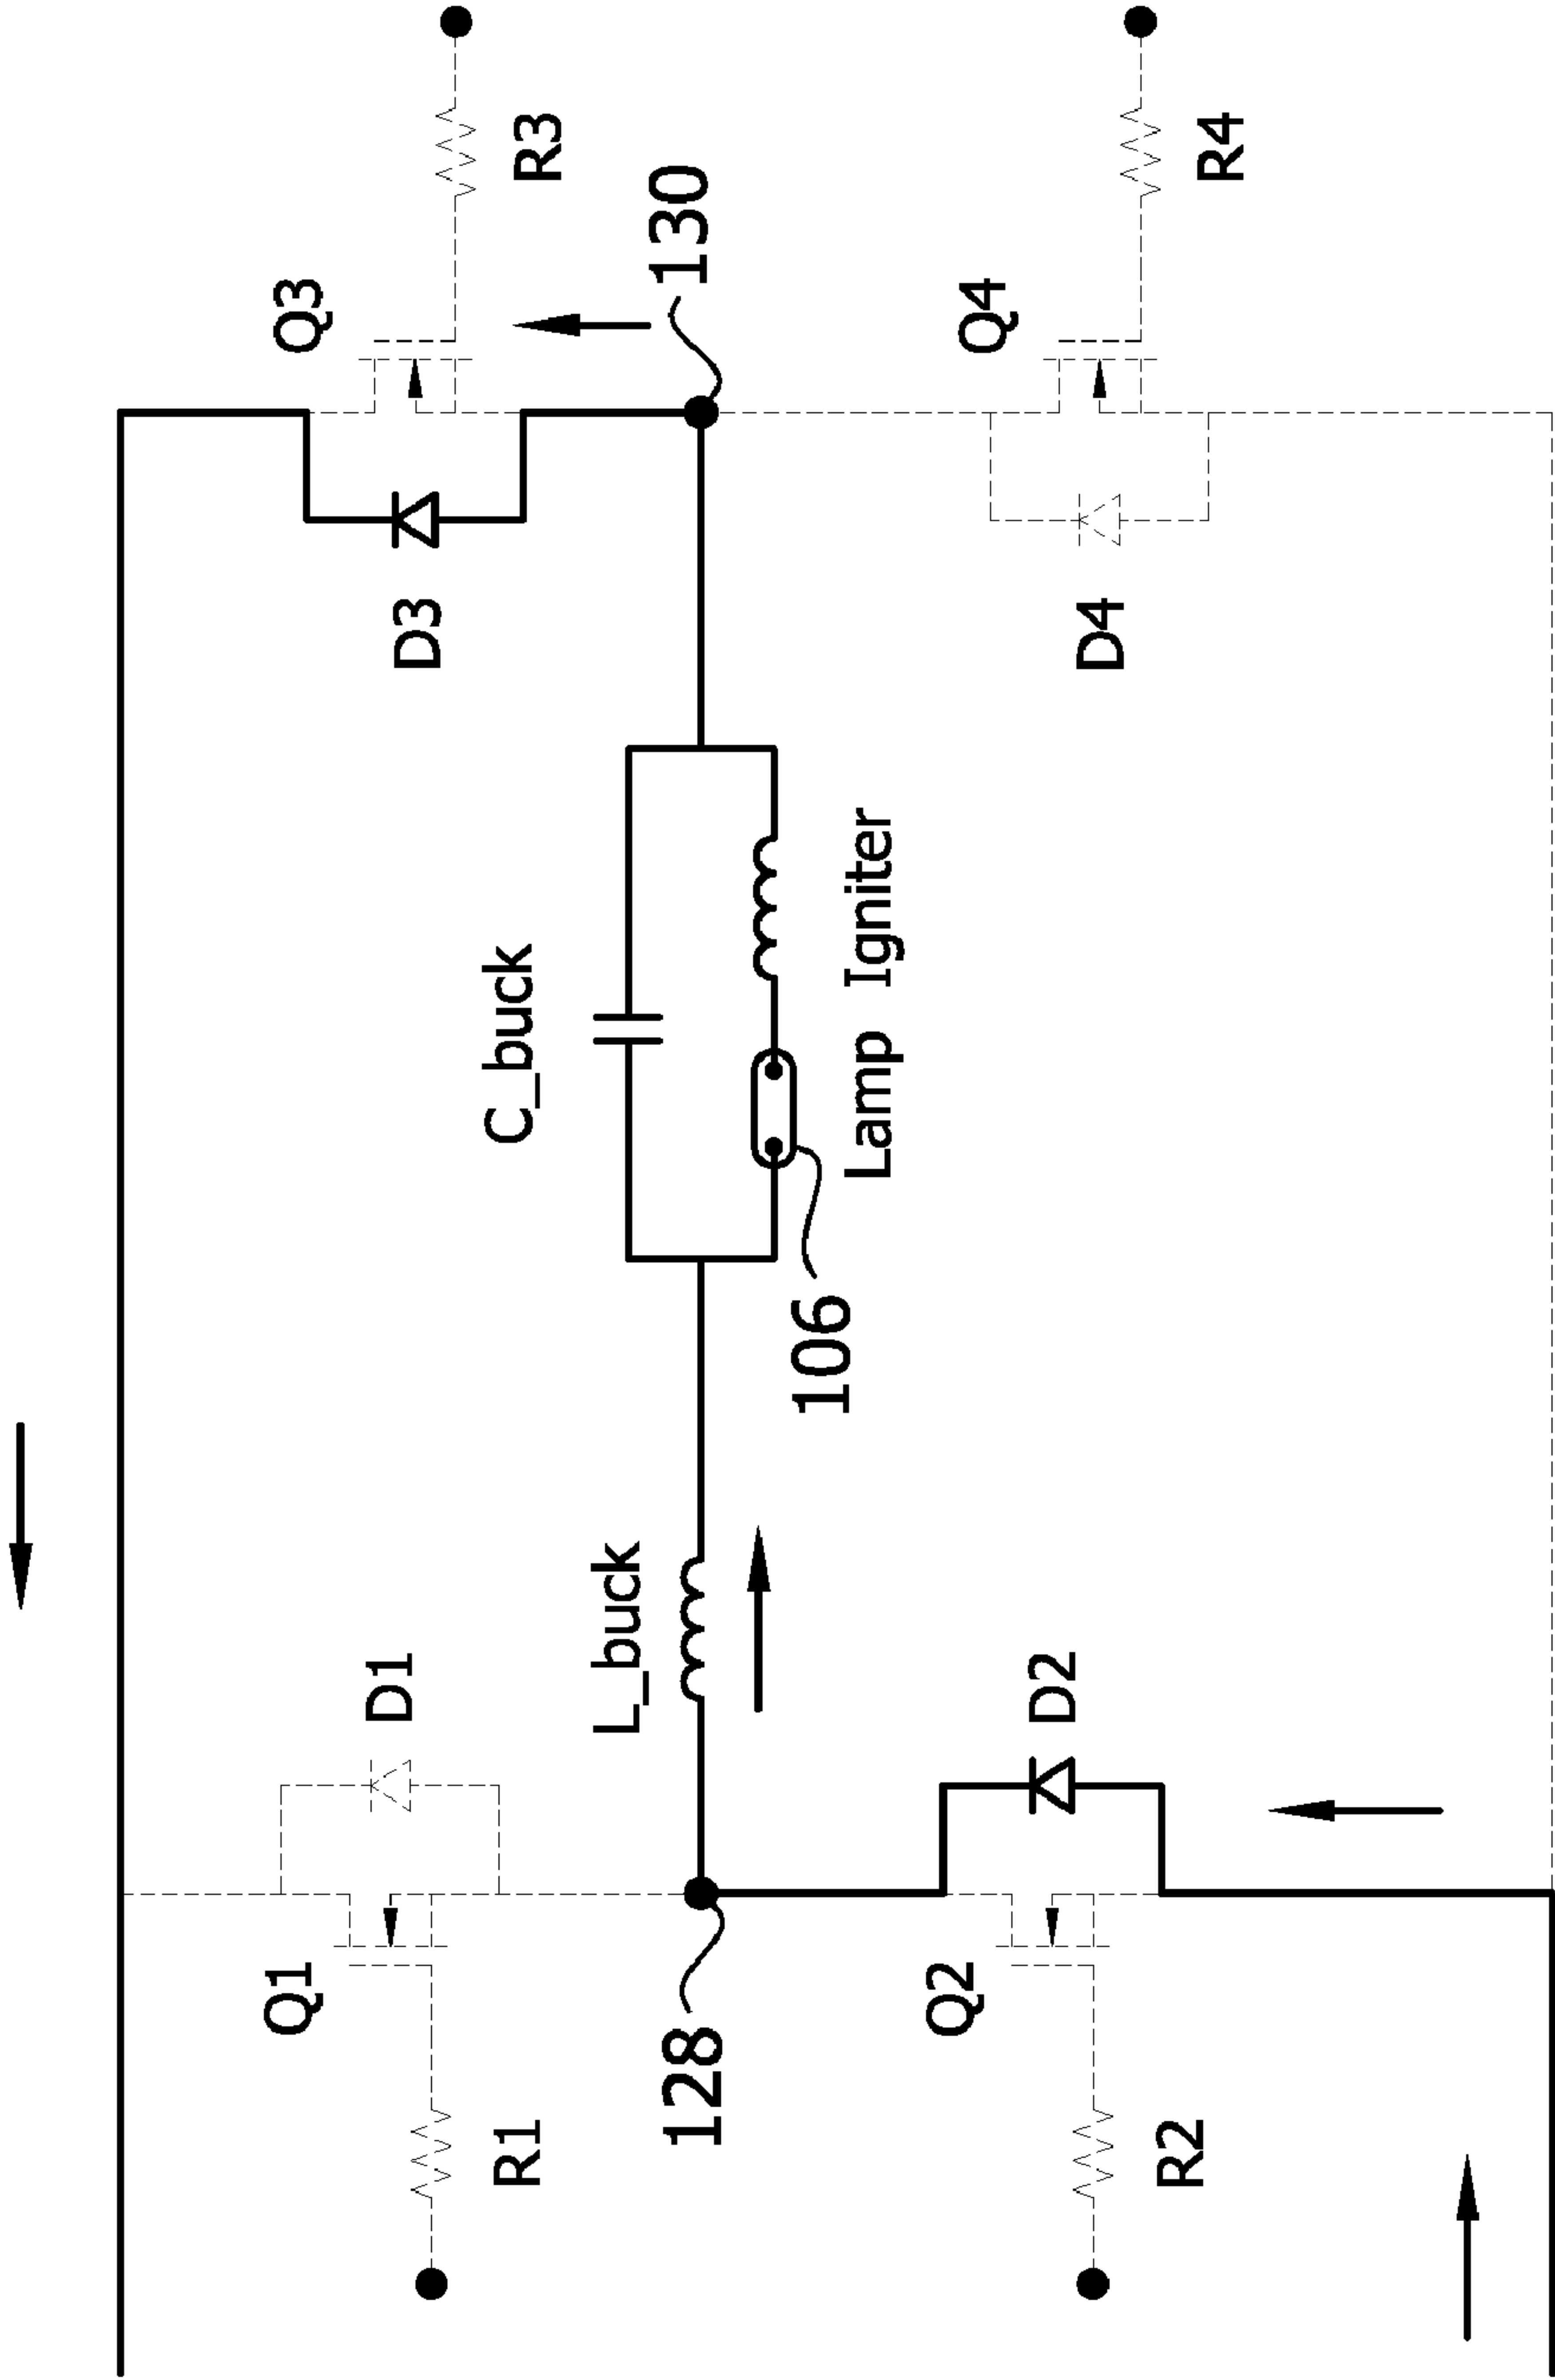 Q1
D1
R1
L_buck
128
Q2
D2
R2
C_buck
106
Lamp Igniter
Q3
D3
R3
130
Q4
D4
R4